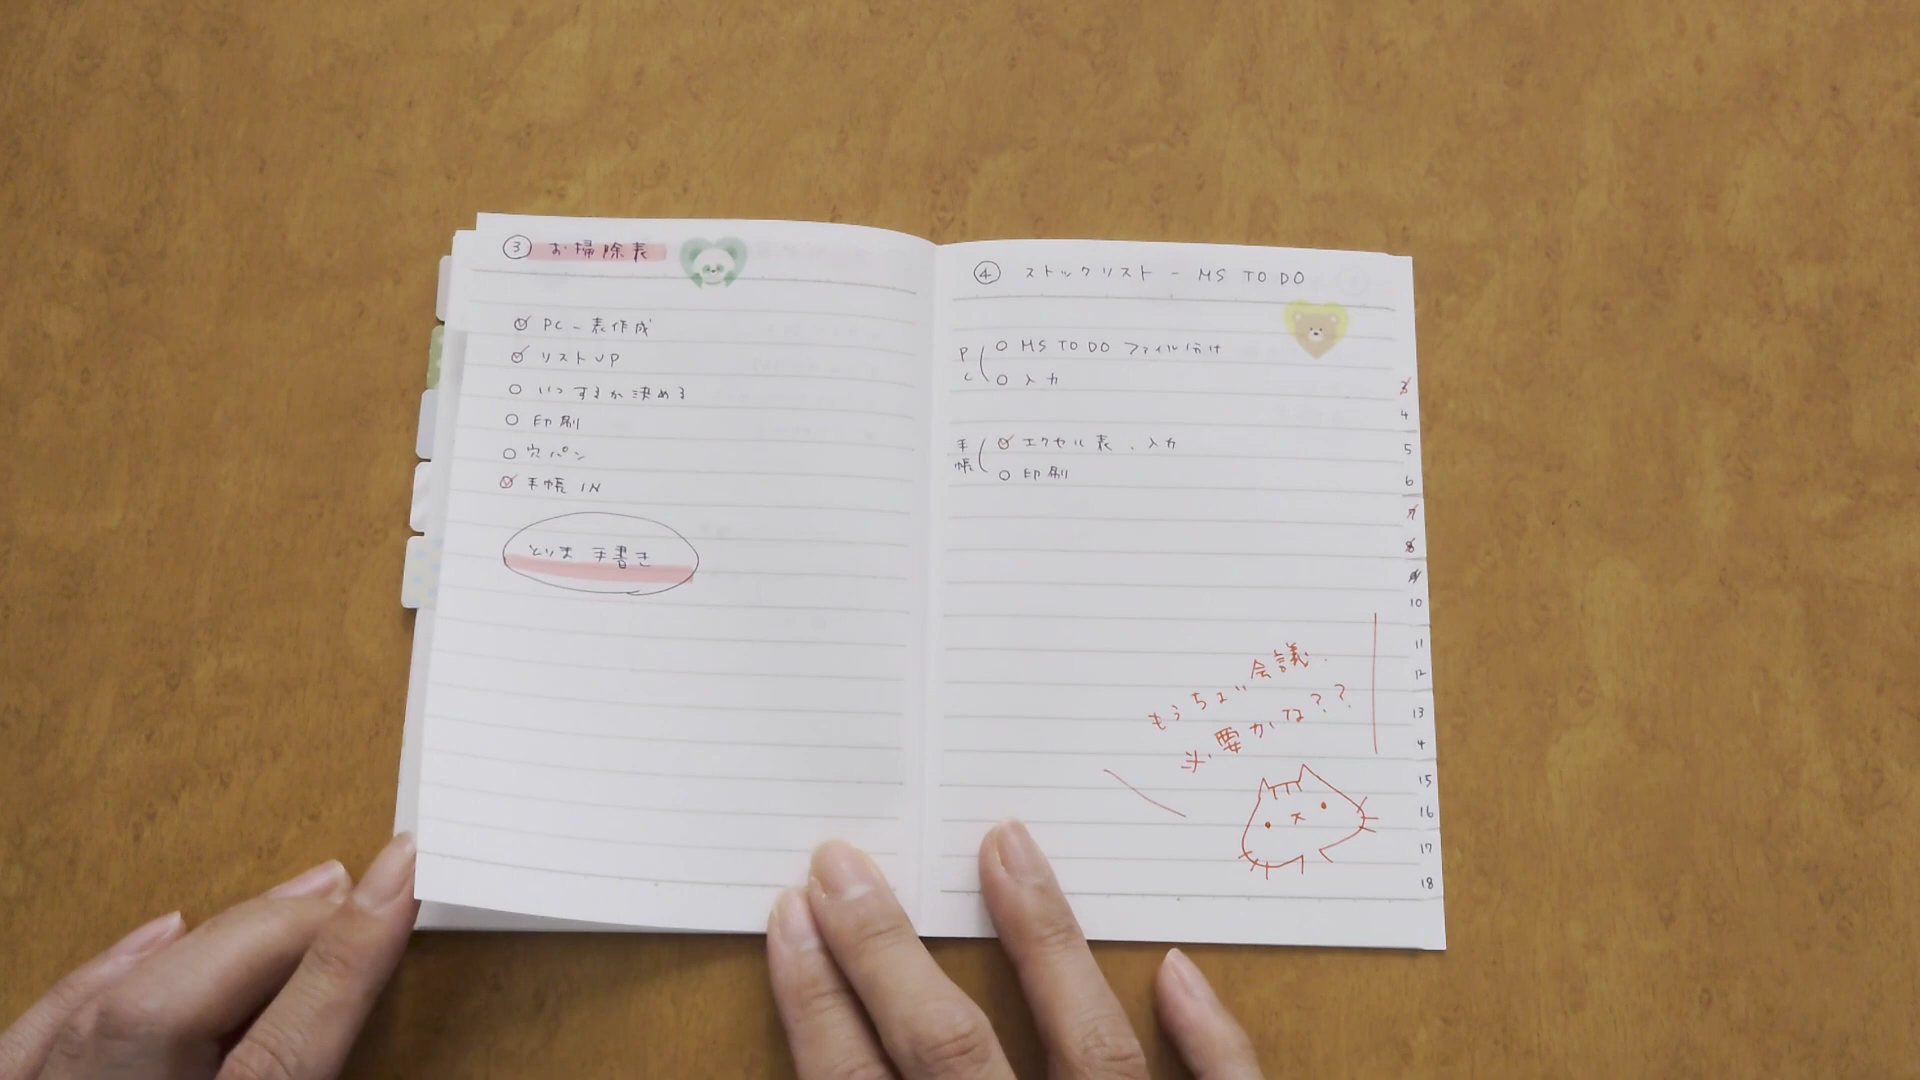 ③ お掃除表
PC - 表作成
リストUP
いつするか決める
印刷
穴パン
手帳 IN
とりま 手書き
④ ストックリスト - MS TO DO
PC
MS TO DO ファイル分け
入力
手帳
エクセル表、入力
印刷
もうちょい会議
必要かな??
3
4
5
6
7
8
10
11
12
13
4
15
16
17
18